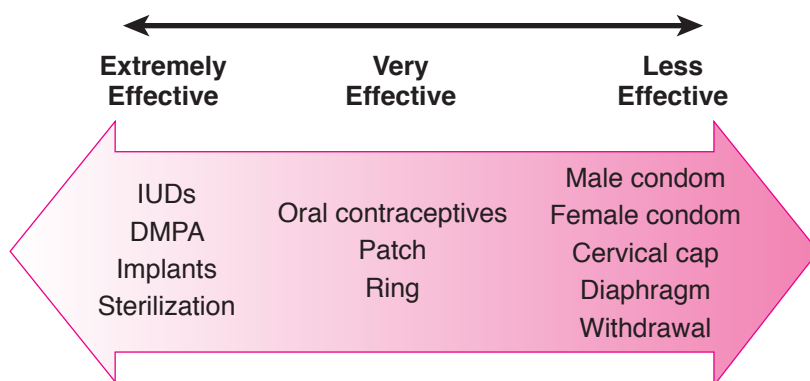 Extremely
Effective
Very
Effective
Less
Effective
IUDs
DMPA
Implants
Sterilization
Oral contraceptives
Patch
Ring
Male condom
Female condom
Cervical cap
Diaphragm
Withdrawal